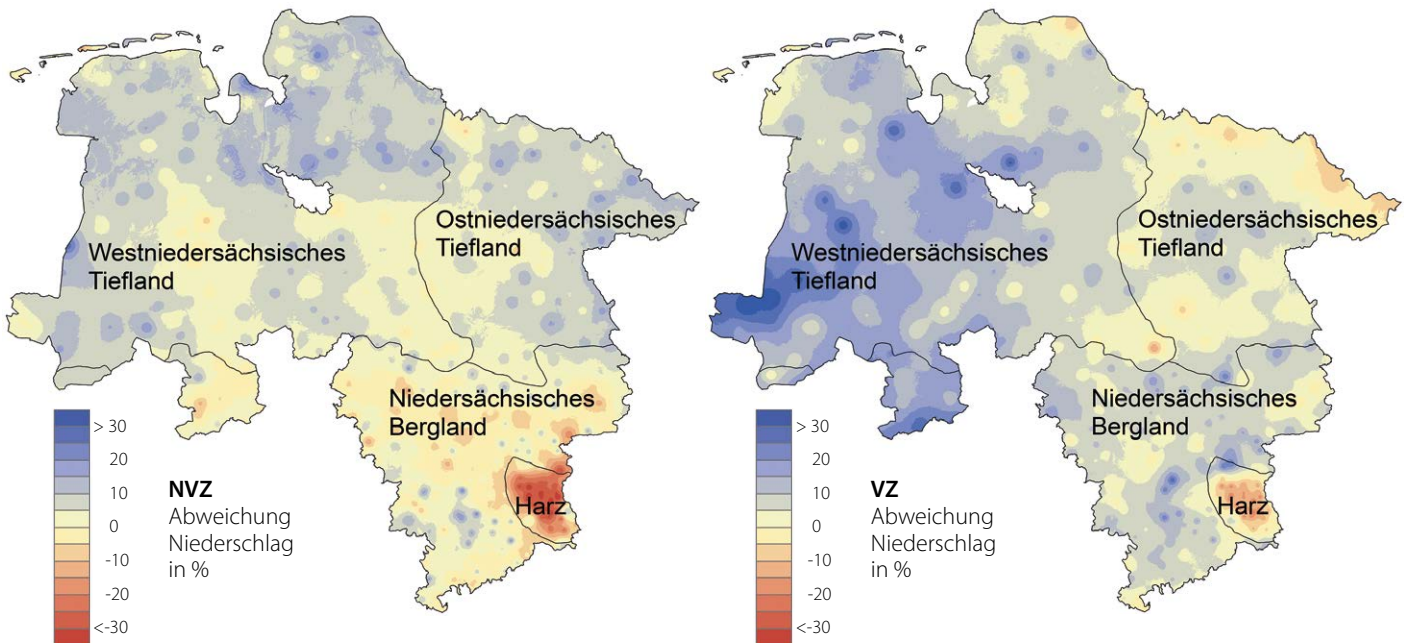 Westniedersächsisches
Tiefland
Ostniedersächsisches
Tiefland
Niedersächsisches
Bergland
Harz
> 30
20
10
0
-10
-20
<-30
NVZ
Abweichung
Niederschlag
in %
Westniedersächsisches
Tiefland
Ostniedersächsisches
Tiefland
Niedersächsisches
Bergland
Harz
> 30
20
10
0
-10
-20
<-30
VZ
Abweichung
Niederschlag
in %